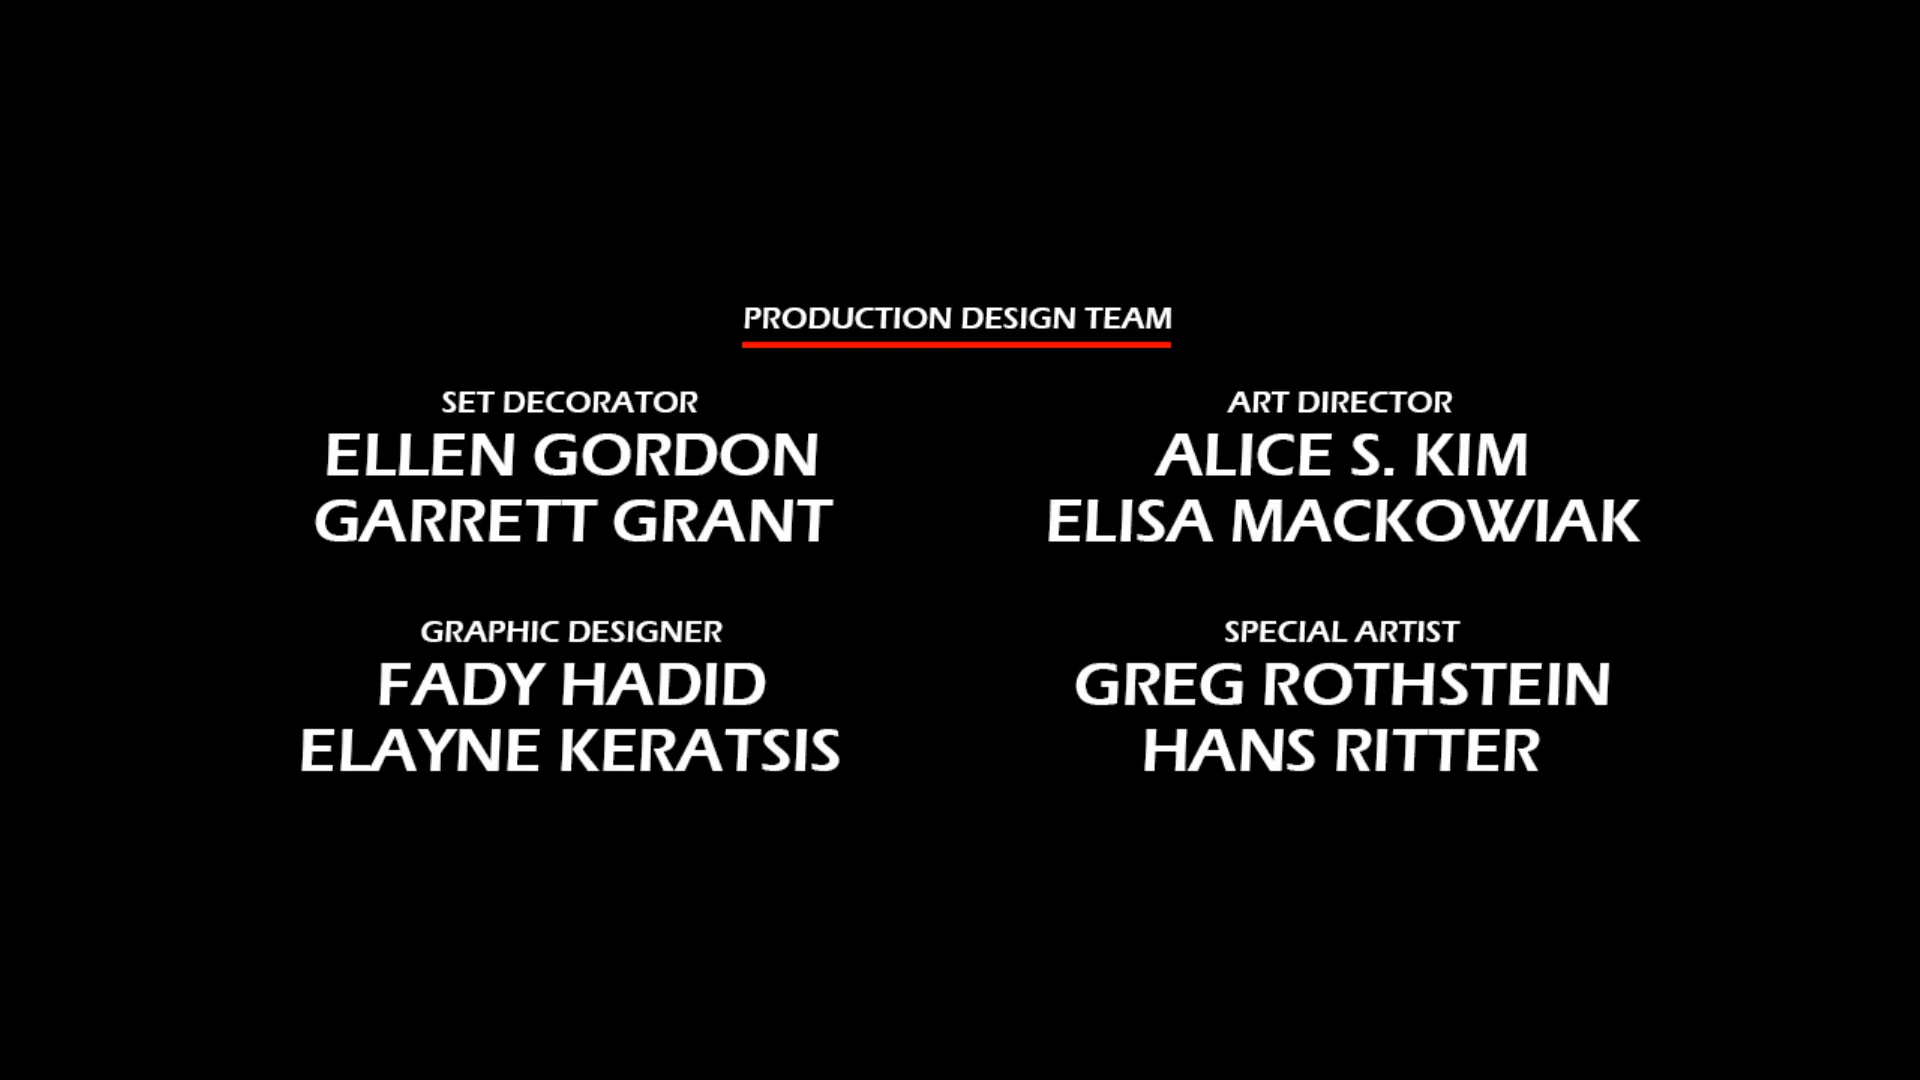 PRODUCTION DESIGN TEAM
SET DECORATOR
ELLEN GORDON
GARRETT GRANT
ART DIRECTOR
ALICE S. KIM
ELISA MACKOWIAK
GRAPHIC DESIGNER
FADY HADID
ELAYNE KERATSIS
SPECIAL ARTIST
GREG ROTHSTEIN
HANS RITTER